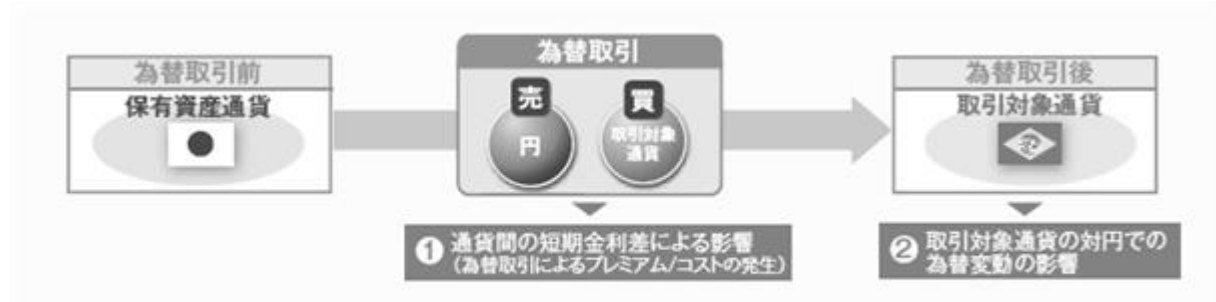 為替取引前
保有資産通貨
為替取引
売
円
買
取引対象
通貨
為替取引後
取引対象通貨
❶ 通貨間の短期金利差による影響
(為替取引によるプレミアム/コストの発生)
❷ 取引対象通貨の対円での
為替変動の影響